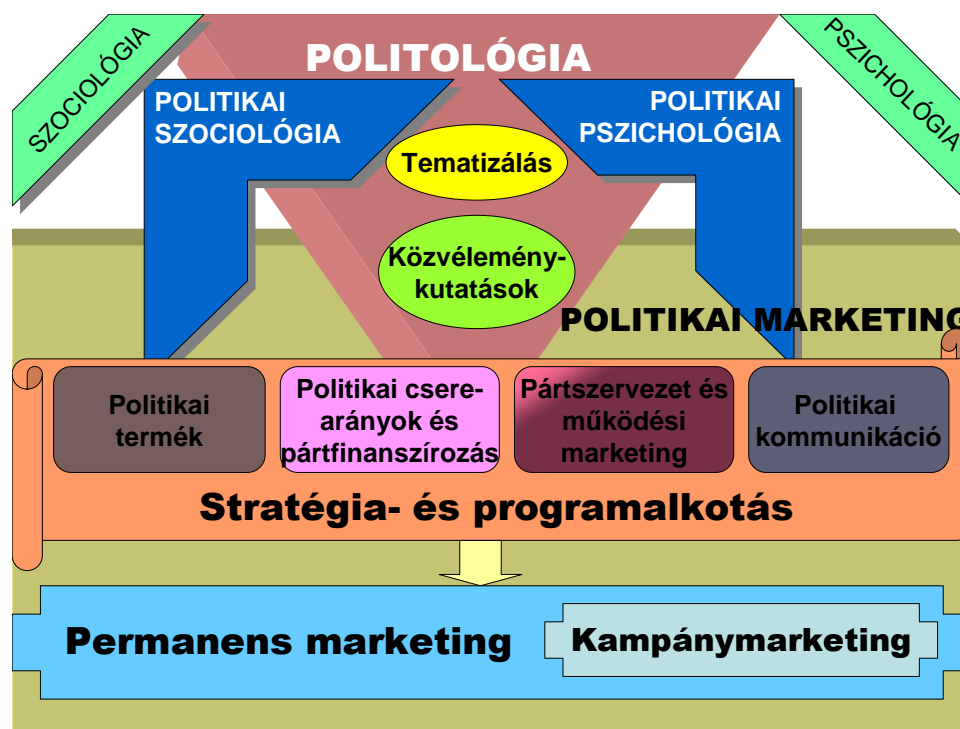 SZOCIOLÓGIA
POLITOLÓGIA
PSZICHOLÓGIA
POLITIKAI
SZOCIOLÓGIA
POLITIKAI
PSZICHOLÓGIA
Tematizálás
Közvélemény-
kutatások
POLITIKAI MARKETING
Politikai
termék
Politikai csere-
arányok és
pártfinanszírozás
Pártszervezet és
működési
marketing
Politikai
kommunikáció
Stratégia- és programalkotás
Permanens marketing
Kampánymarketing